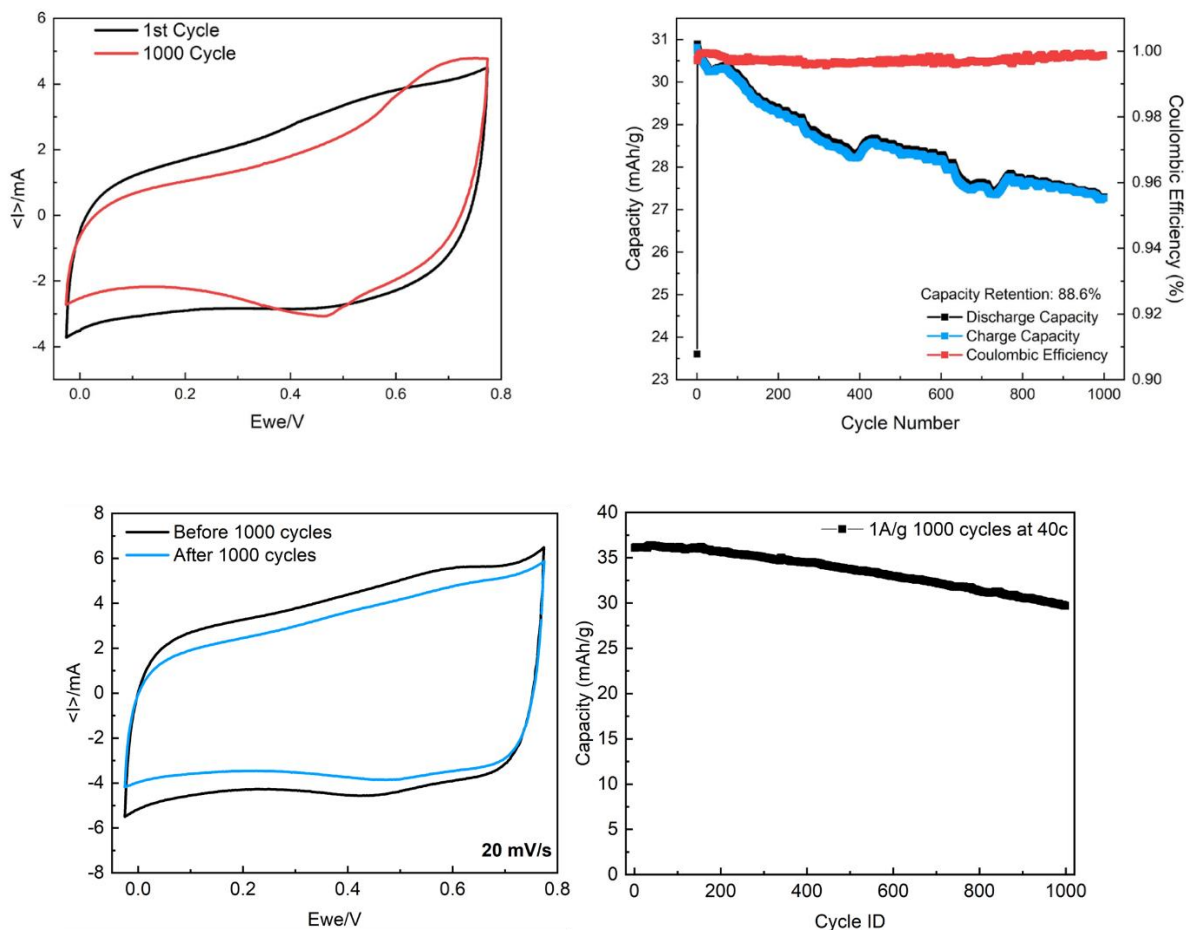 1st Cycle
1000 Cycle
6
4
2
0
-2
-4
<I>/mA
0.0 0.2 0.4 0.6 0.8
Ewe/V
31
30
29
28
27
26
25
24
23
Capacity (mAh/g)
1.00
0.98
0.96
0.94
0.92
0.90
Coulombic Efficiency (%)
Capacity Retention: 88.6%
Discharge Capacity
Charge Capacity
Coulombic Efficiency
0 200 400 600 800 1000
Cycle Number
Before 1000 cycles
After 1000 cycles
8
6
4
2
0
-2
-4
-6
-8
<I>/mA
20 mV/s
0.0 0.2 0.4 0.6 0.8
Ewe/V
1A/g 1000 cycles at 40c
40
35
30
25
20
15
10
5
0
Capacity (mAh/g)
0 200 400 600 800 1000
Cycle ID